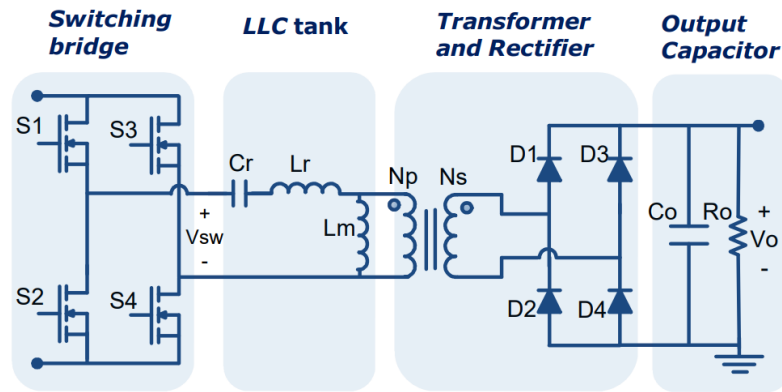 Switching
bridge
LLC tank
Transformer
and Rectifier
Output
Capacitor
S1
S3
Cr
Lr
Np
Ns
D1
D3
+
Vsw
-
Lm
Co
Ro
+
Vo
-
S2
S4
D2
D4